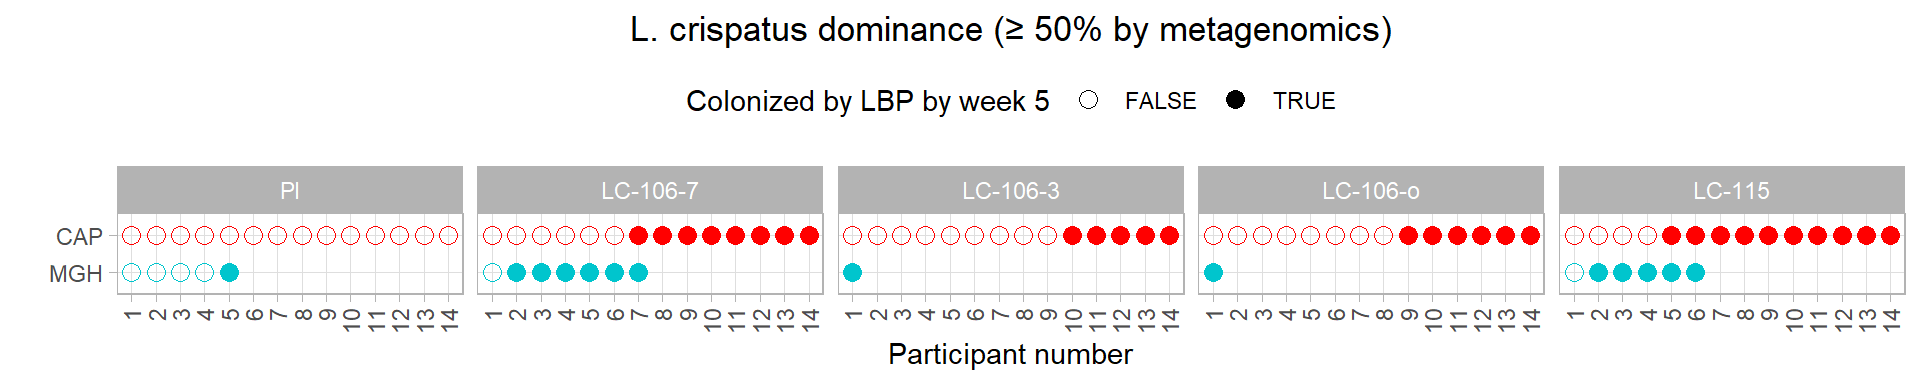 L. crispatus dominance (≥ 50% by metagenomics)
Colonized by LBP by week 5 FALSE TRUE
Pl LC-106-7 LC-106-3 LC-106-o LC-115
CAP
MGH
1 2 3 4 5 6 7 8 9 10 11 12 13 14 1 2 3 4 5 6 7 8 9 10 11 12 13 14 1 2 3 4 5 6 7 8 9 10 11 12 13 14 1 2 3 4 5 6 7 8 9 10 11 12 13 14 1 2 3 4 5 6 7 8 9 10 11 12 13 14
Participant number